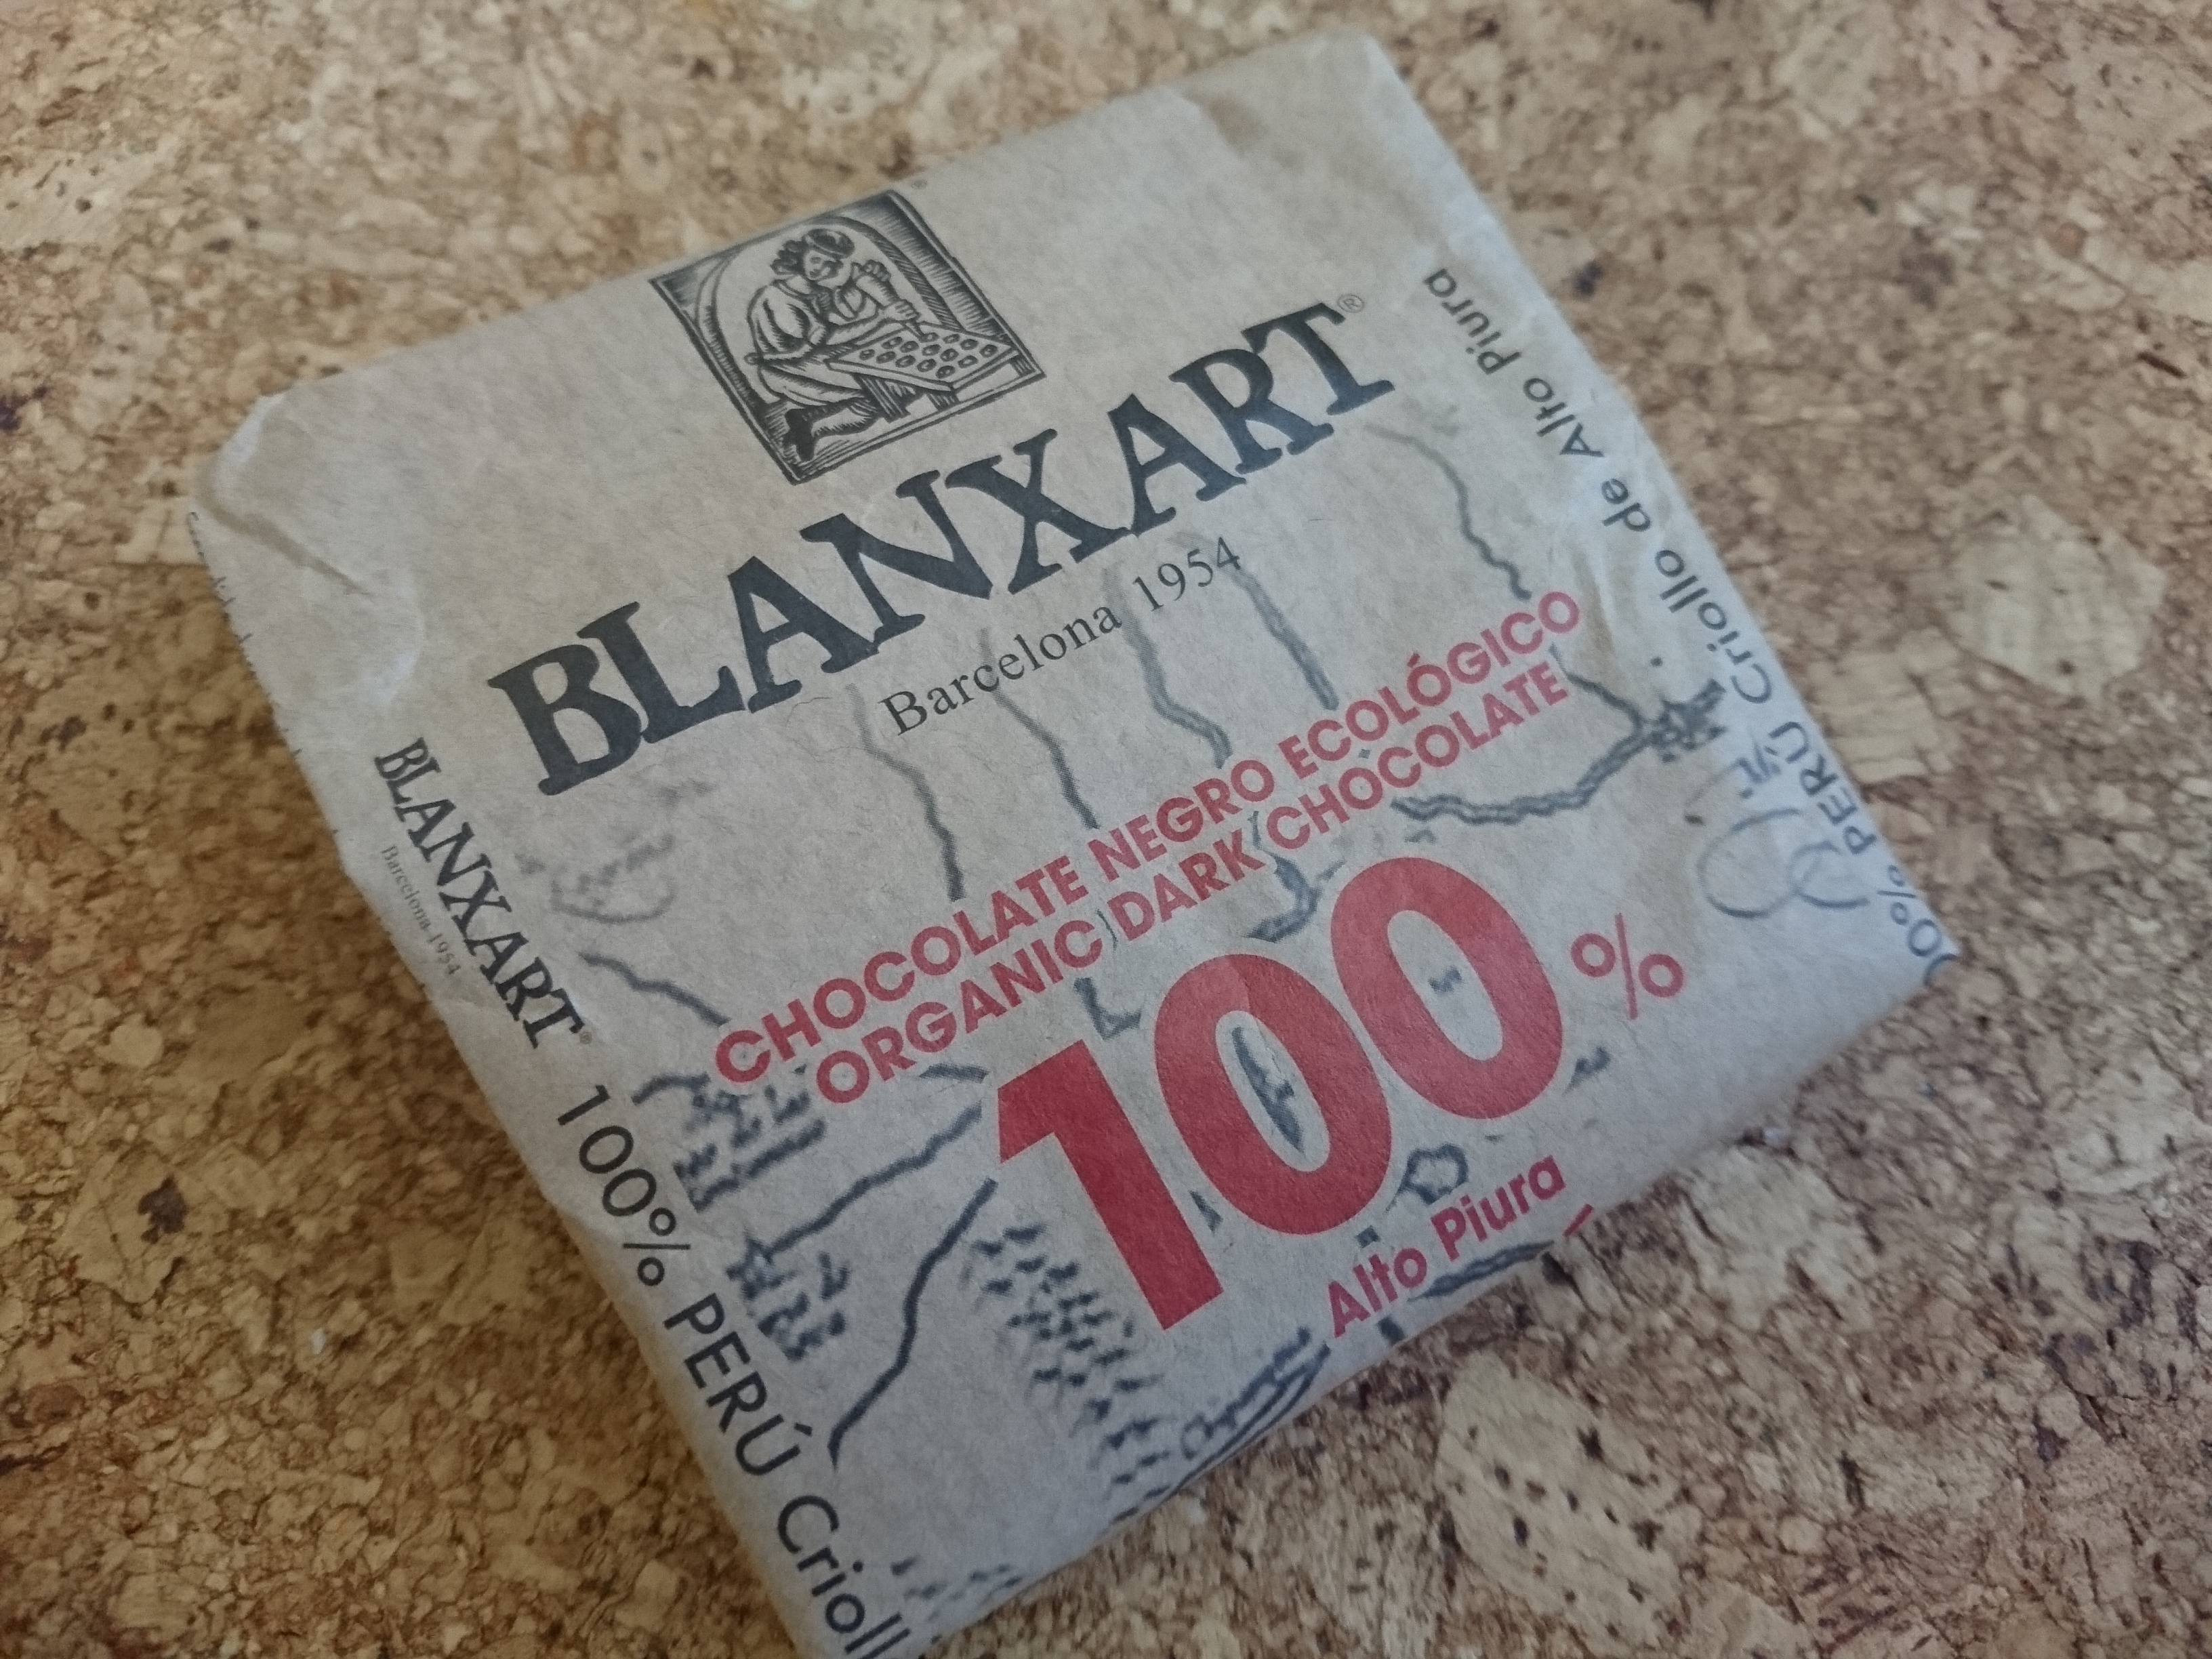 BLANXART®
Barcelona 1954
CHOCOLATE NEGRO ECOLÓGICO
ORGANIC DARK CHOCOLATE
100%
Alto Piura
BLANXART®
Barcelona 1954
100% PERÚ Crioll
00% PERÚ Criollo de Alto Piura